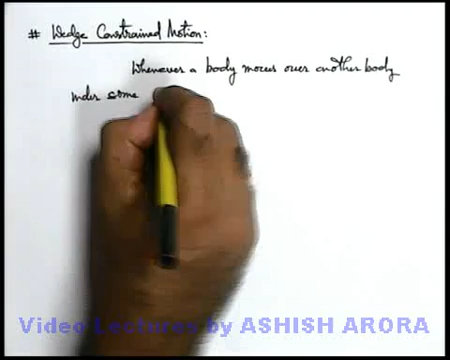 # Wedge Constrained Motion:
Whenever a body moves over another body
under some
Video Lectures by ASHISH ARORA